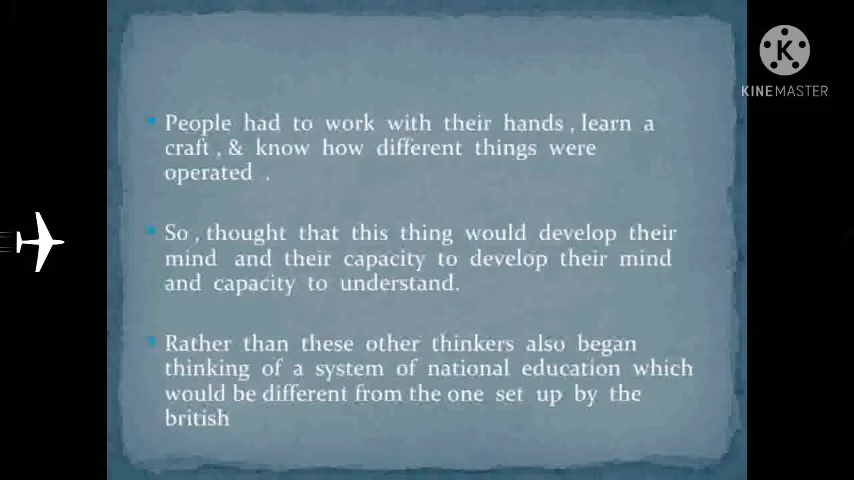 K
KINEMASTER
People had to work with their hands , learn a
craft , & know how different things were
operated .
So , thought that this thing would develop their
mind and their capacity to develop their mind
and capacity to understand.
Rather than these other thinkers also began
thinking of a system of national education which
would be different from the one set up by the
british